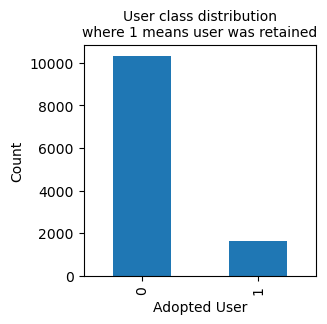 User class distribution
where 1 means user was retained
10000
8000
6000
4000
2000
0
Count
0
1
Adopted User